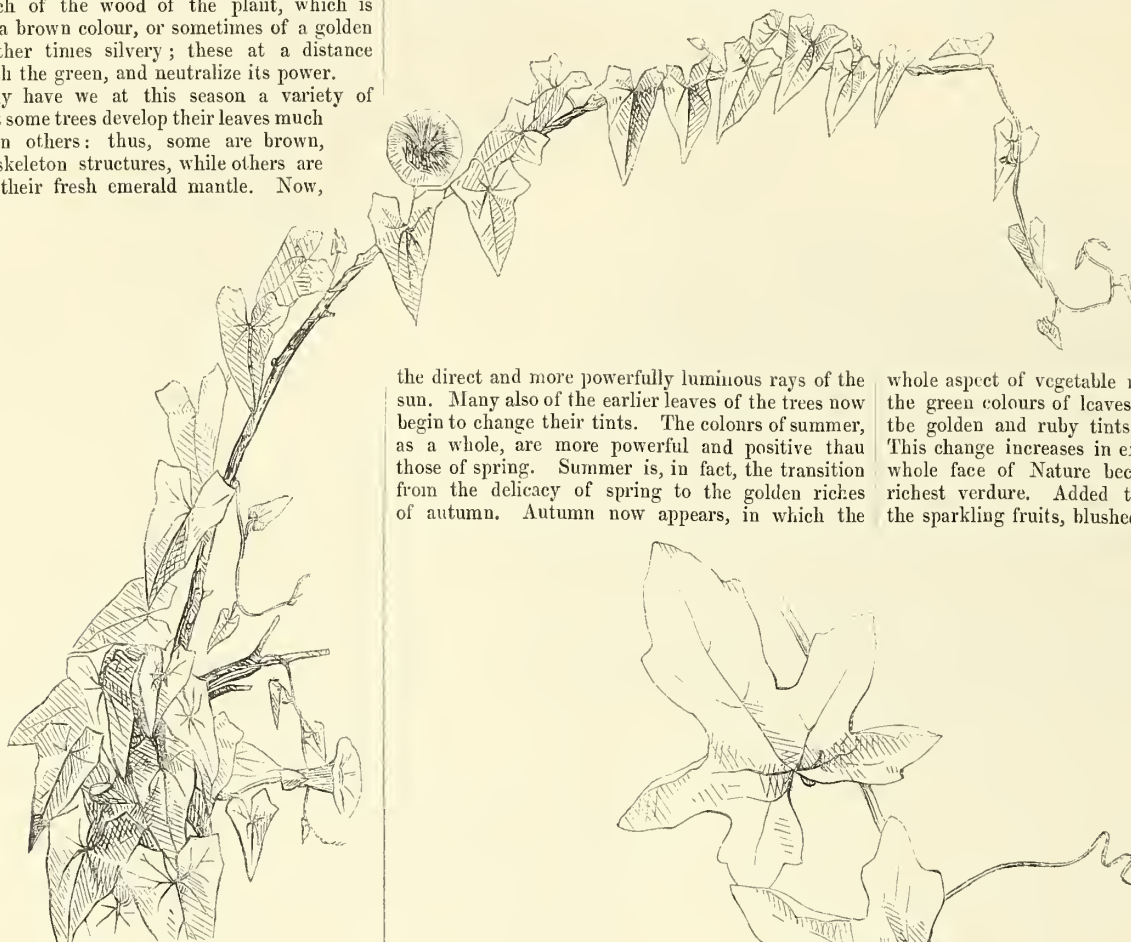 ch of the wood of the plant, which is
a brown colour, or sometimes of a golden
ther times silvery; these at a distance
h the green, and neutralize its power.
y have we at this season a variety of
some trees develop their leaves much
n others: thus, some are brown,
skeleton structures, while others are
their fresh emerald mantle. Now,
the direct and more powerfully luminous rays of the
sun. Many also of the earlier leaves of the trees now
begin to change their tints. The colours of summer,
as a whole, are more powerful and positive than
those of spring. Summer is, in fact, the transition
from the delicacy of spring to the golden riches
of autumn. Autumn now appears, in which the
whole aspect of vegetable
the green colours of leaves
the golden and ruby tints
This change increases in
whole face of Nature bec
richest verdure. Added t
the sparkling fruits, blushe